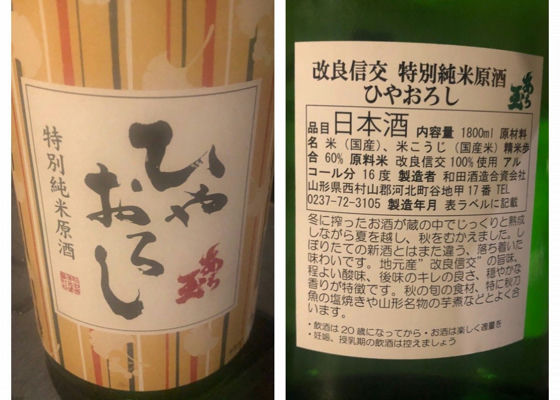 特別純米原酒
ひや
おろし
あら玉
改良信交 特別純米原酒
ひやおろし
あら玉
品目 日本酒 内容量 1800ml 原材料
名 米（国産）、米こうじ（国産米）精米歩
合 60% 原料米 改良信交100%使用 アル
コール分 16度 製造者 和田酒造合資会社
山形県西村山郡河北町谷地甲17番 TEL
0237-72-3105 製造年月 表ラベルに記載
冬に搾ったお酒が蔵の中でじっくりと熟成
しながら夏を越し、秋をむかえました。し
ぼりたての新酒とはまた違う、落ち着いた
味わいです。地元産"改良信交"の旨味、
程よい酸味、後味のキレの良さ、穏やかな
香りが特徴です。秋の旬の食材、特に秋刀
魚の塩焼きや山形名物の芋煮などとよく合
います。
・飲酒は20歳になってから・お酒は楽しく適量を
・妊娠、授乳期の飲酒は控えましょう